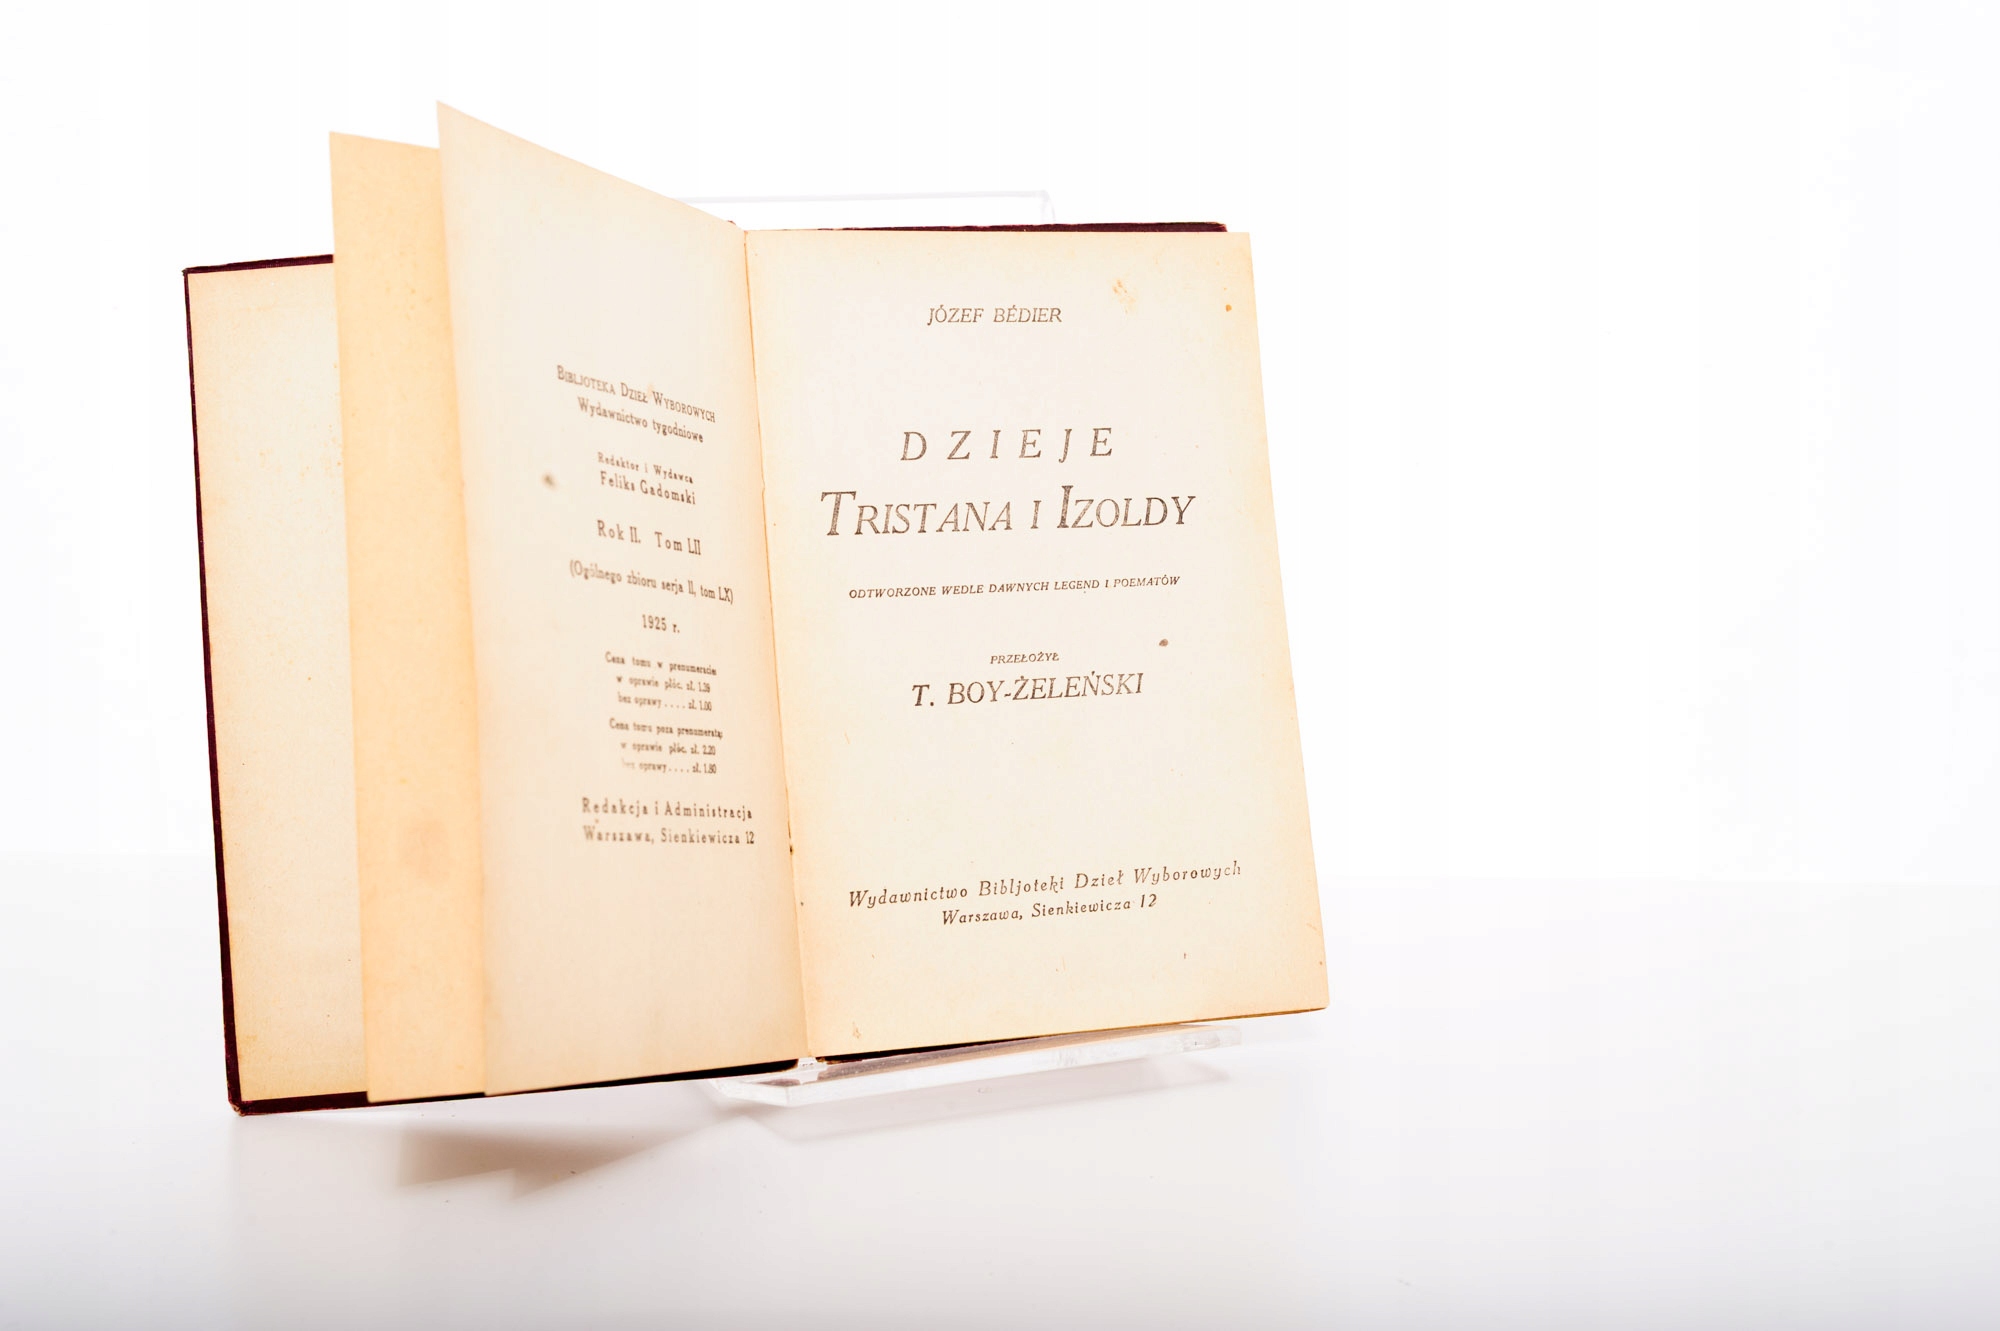 BIBLJOTEKA DZIEŁ WYBOROWYCH
Wydawnictwo tygodniowe
Redaktor i Wydawca
Feliks Gadomski
Rok II. Tom LII
(Ogólnego zbioru serja II, tom LX)
1925 r.
Cena tomu w prenumeracie:
w oprawie płóc. zł.
bez oprawy .... zł. 1.00
Cena tomu poza prenumeratą:
w oprawie płóc. zł. 2.20
bez oprawy .... zł. 1.80
Redakcja i Administracja
Warszawa, Sienkiewicza 12
JÓZEF BÉDIER
DZIEJE
TRISTANA I IZOLDY
ODTWORZONE WEDLE DAWNYCH LEGEND I POEMATÓW
PRZEŁOŻYŁ
T. BOY-ŻELEŃSKI
Wydawnictwo Bibljoteki Dzieł Wyborowych
Warszawa, Sienkiewicza 12